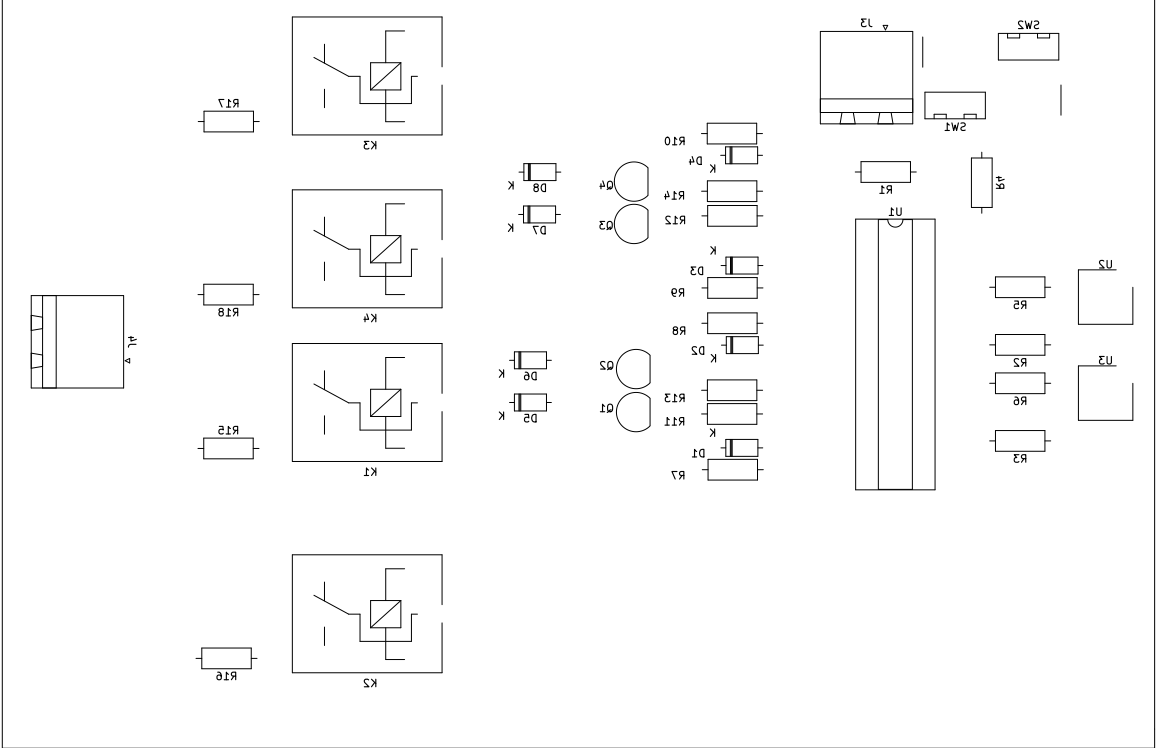 J3
SW2
R17
SW1
K3
R10
D4
K
D8
K
Q4
R14
R1
R4
D7
K
Q3
R12
U1
K
D3
R9
U2
R5
R18
K4
J4
R8
D2
K
Q2
D6
K
R2
U3
R13
R6
D5
K
Q1
R11
K
R15
D1
R3
K1
R7
R16
K2